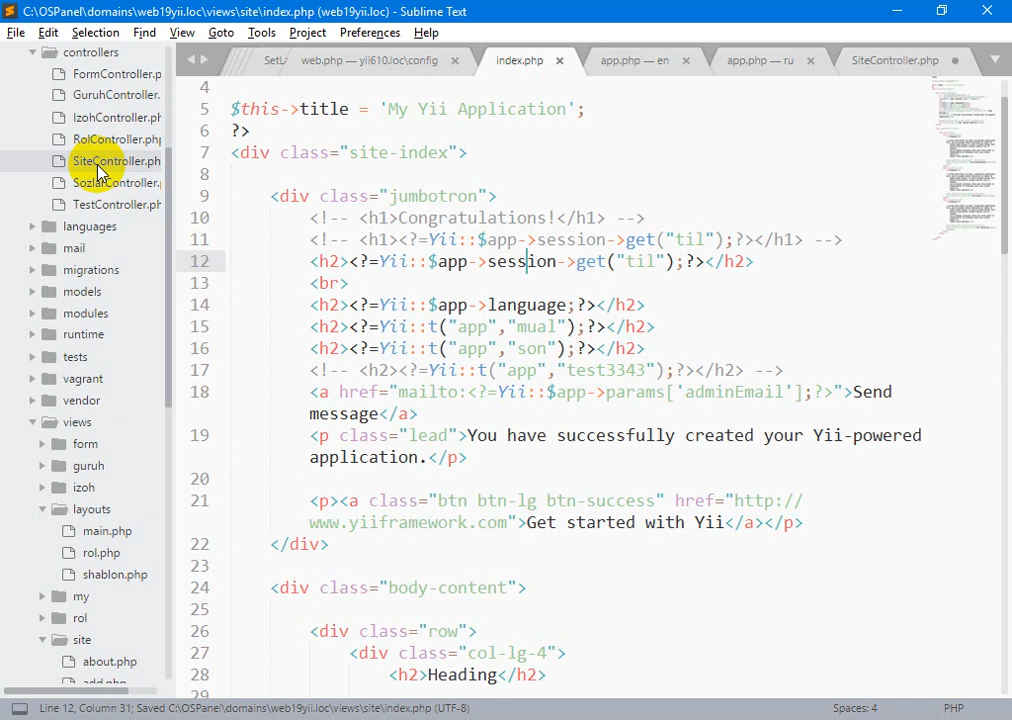 C:\OSPanel\domains\web19yii.loc\views\site\index.php (web19yii.loc) - Sublime Text
File Edit Selection Find View Goto Tools Project Preferences Help
controllers
FormController.p
GuruhController.
IzohController.ph
RolController.php
SiteController.ph
SozlarController.
TestController.ph
languages
mail
migrations
models
modules
runtime
tests
vagrant
vendor
views
form
guruh
izoh
layouts
main.php
rol.php
shablon.php
my
rol
site
about.php
add.php
SetL web.php — yii610.loc\config index.php app.php — en app.php — ru SiteController.php
4
5 $this->title = 'My Yii Application';
6 ?>
7 <div class="site-index">
8
9 <div class="jumbotron">
10 <!-- <h1>Congratulations!</h1> -->
11 <!-- <h1><?=Yii::$app->session->get("til");?></h1> -->
12 <h2><?=Yii::$app->session->get("til");?></h2>
13 <br>
14 <h2><?=Yii::$app->language;?></h2>
15 <h2><?=Yii::t("app","mual");?></h2>
16 <h2><?=Yii::t("app","son");?></h2>
17 <!-- <h2><?=Yii::t("app","test3343");?></h2> -->
18 <a href="mailto:<?=Yii::$app->params['adminEmail'];?>">Send
message</a>
19 <p class="lead">You have successfully created your Yii-powered
application.</p>
20
21 <p><a class="btn btn-lg btn-success" href="http://
www.yiiframework.com">Get started with Yii</a></p>
22 </div>
23
24 <div class="body-content">
25
26 <div class="row">
27 <div class="col-lg-4">
28 <h2>Heading</h2>
29
Line 12, Column 31; Saved C:\OSPanel\domains\web19yii.loc\views\site\index.php (UTF-8) Spaces: 4 PHP